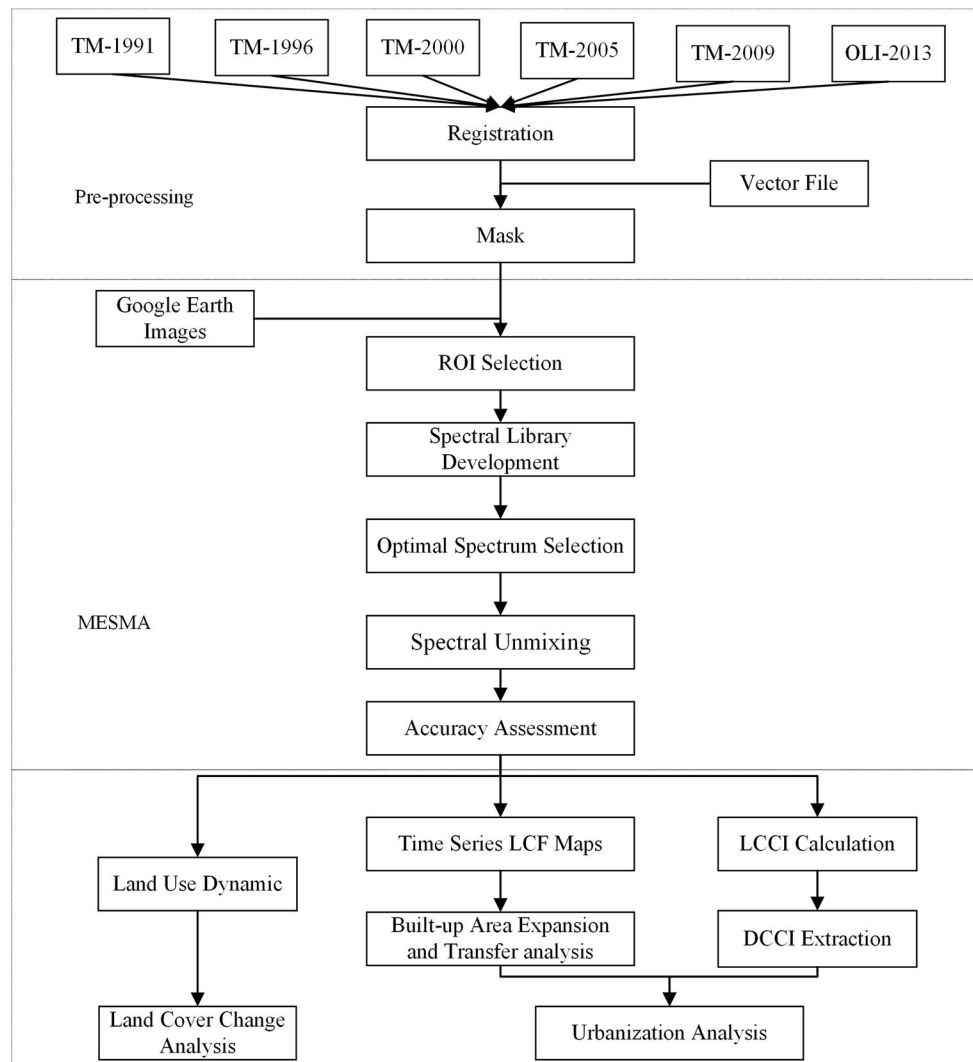 TM-1991
TM-1996
TM-2000
TM-2005
TM-2009
OLI-2013
Registration
Vector File
Pre-processing
Mask
Google Earth
Images
ROI Selection
Spectral Library
Development
Optimal Spectrum Selection
MESMA
Spectral Unmixing
Accuracy Assessment
Time Series LCF Maps
LCCI Calculation
Land Use Dynamic
Built-up Area Expansion
and Transfer analysis
DCCI Extraction
Land Cover Change
Analysis
Urbanization Analysis